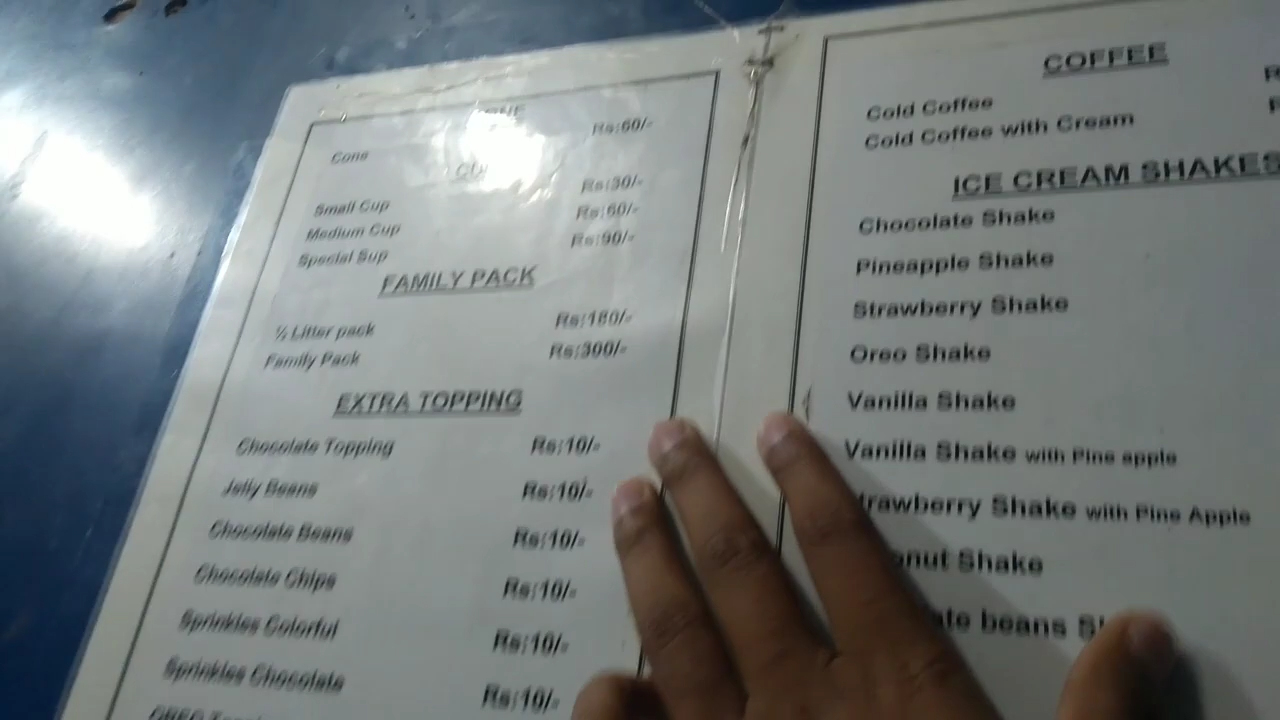 Rs:60/-
Cone
Rs:30/-
Small Cup
Rs:60/-
Medium Cup
Rs:90/-
Special Sup
FAMILY PACK
½ Litter pack Rs:180/-
Family Pack Rs:300/-
EXTRA TOPPING
Chocolate Topping Rs:10/-
Jelly Beans Rs:10/-
Chocolate Beans Rs:10/-
Chocolate Chips Rs:10/-
Sprinkles Colorful Rs:10/-
Sprinkles Chocolate Rs:10/-
COFFEE
Cold Coffee
Cold Coffee with Cream
ICE CREAM SHAKES
Chocolate Shake
Pineapple Shake
Strawberry Shake
Oreo Shake
Vanilla Shake
Vanilla Shake with Pine apple
trawberry Shake with Pine Apple
onut Shake
beans